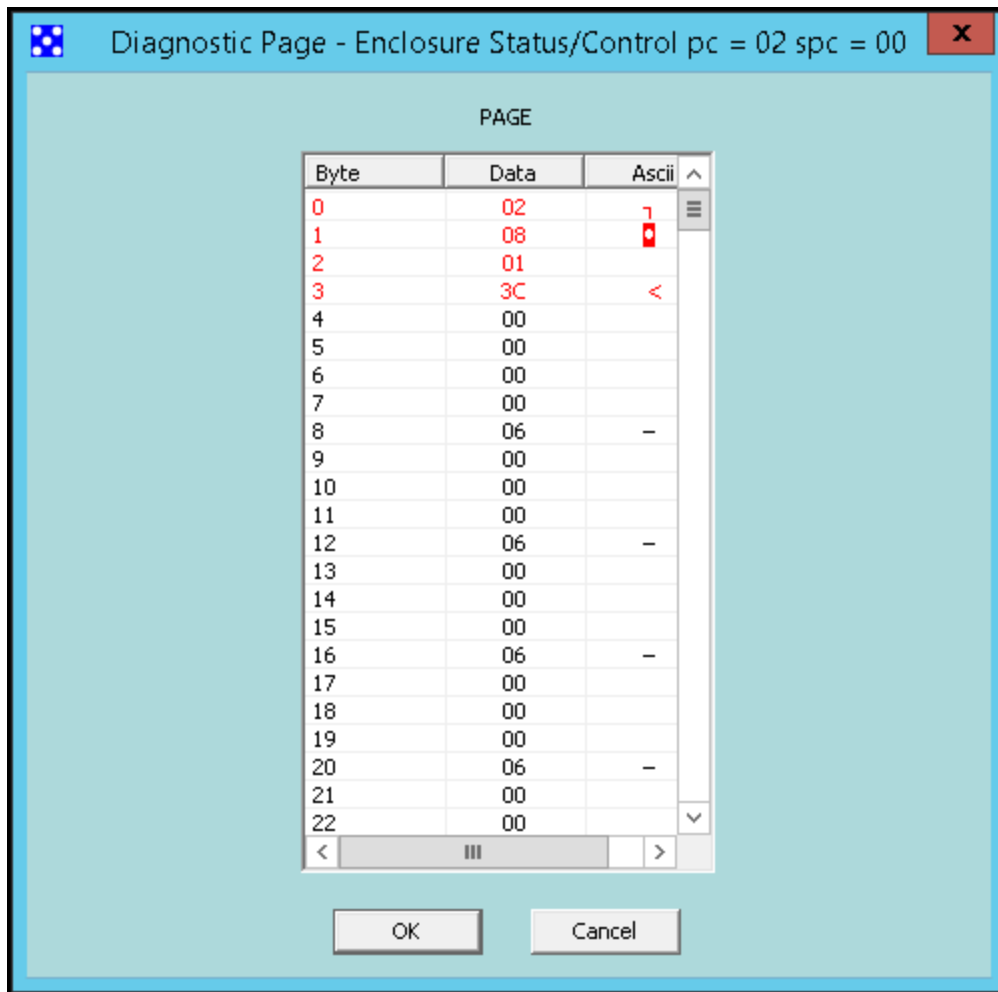 Diagnostic Page - Enclosure Status/Control pc = 02 spc = 00 x
PAGE
Byte Data Ascii
0 02 ┐
1 08 ◘
2 01
3 3C <
4 00
5 00
6 00
7 00
8 06 –
9 00
10 00
11 00
12 06 –
13 00
14 00
15 00
16 06 –
17 00
18 00
19 00
20 06 –
21 00
22 00
OK Cancel